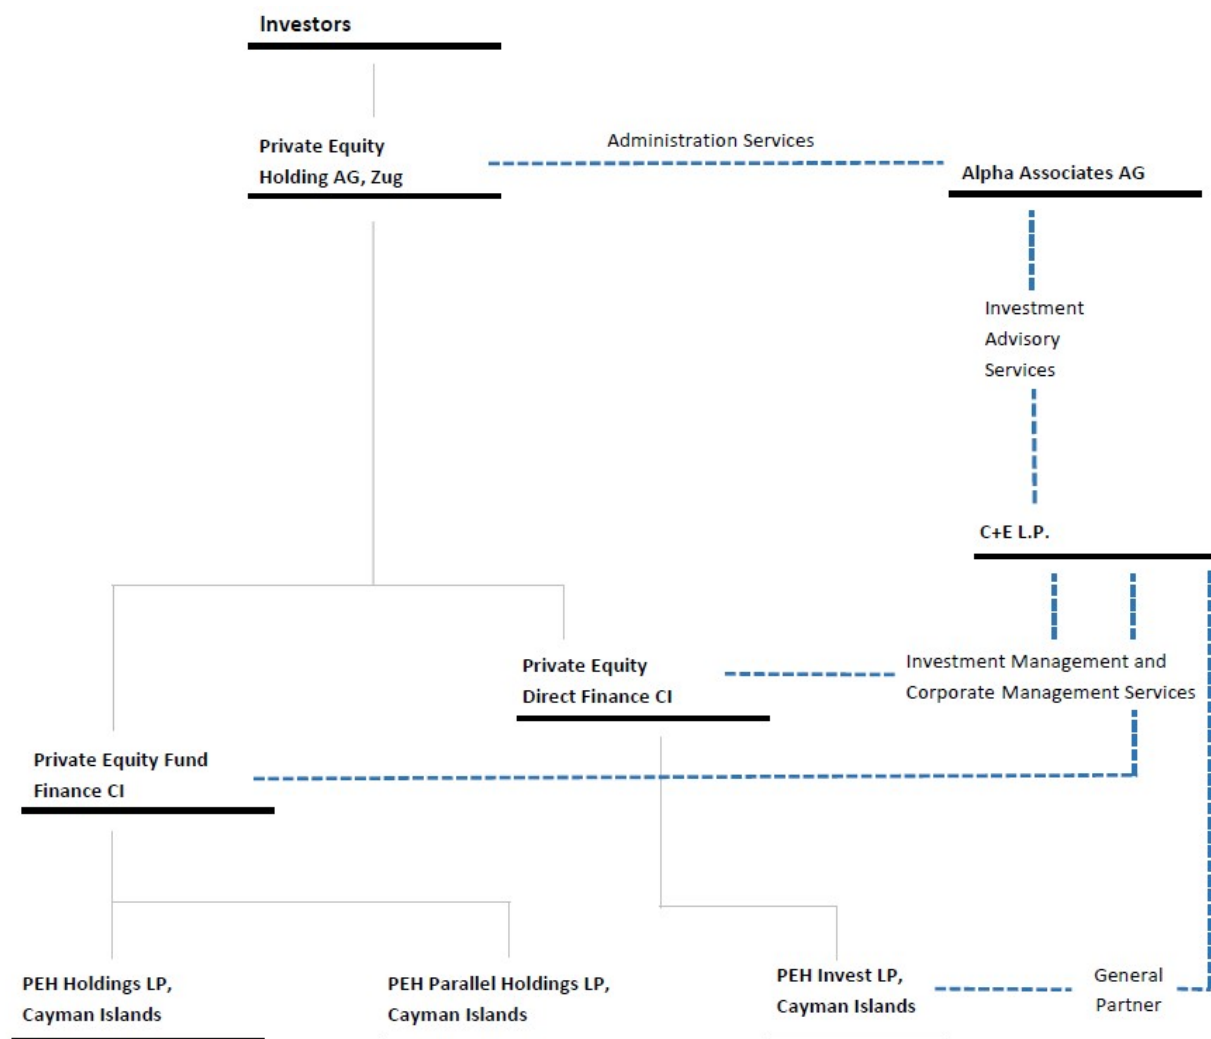 Investors
Private Equity
Holding AG, Zug
Administration Services
Alpha Associates AG
Investment
Advisory
Services
C+E L.P.
Private Equity
Direct Finance CI
Investment Management and
Corporate Management Services
Private Equity Fund
Finance CI
PEH Holdings LP,
Cayman Islands
PEH Parallel Holdings LP,
Cayman Islands
PEH Invest LP,
Cayman Islands
General
Partner